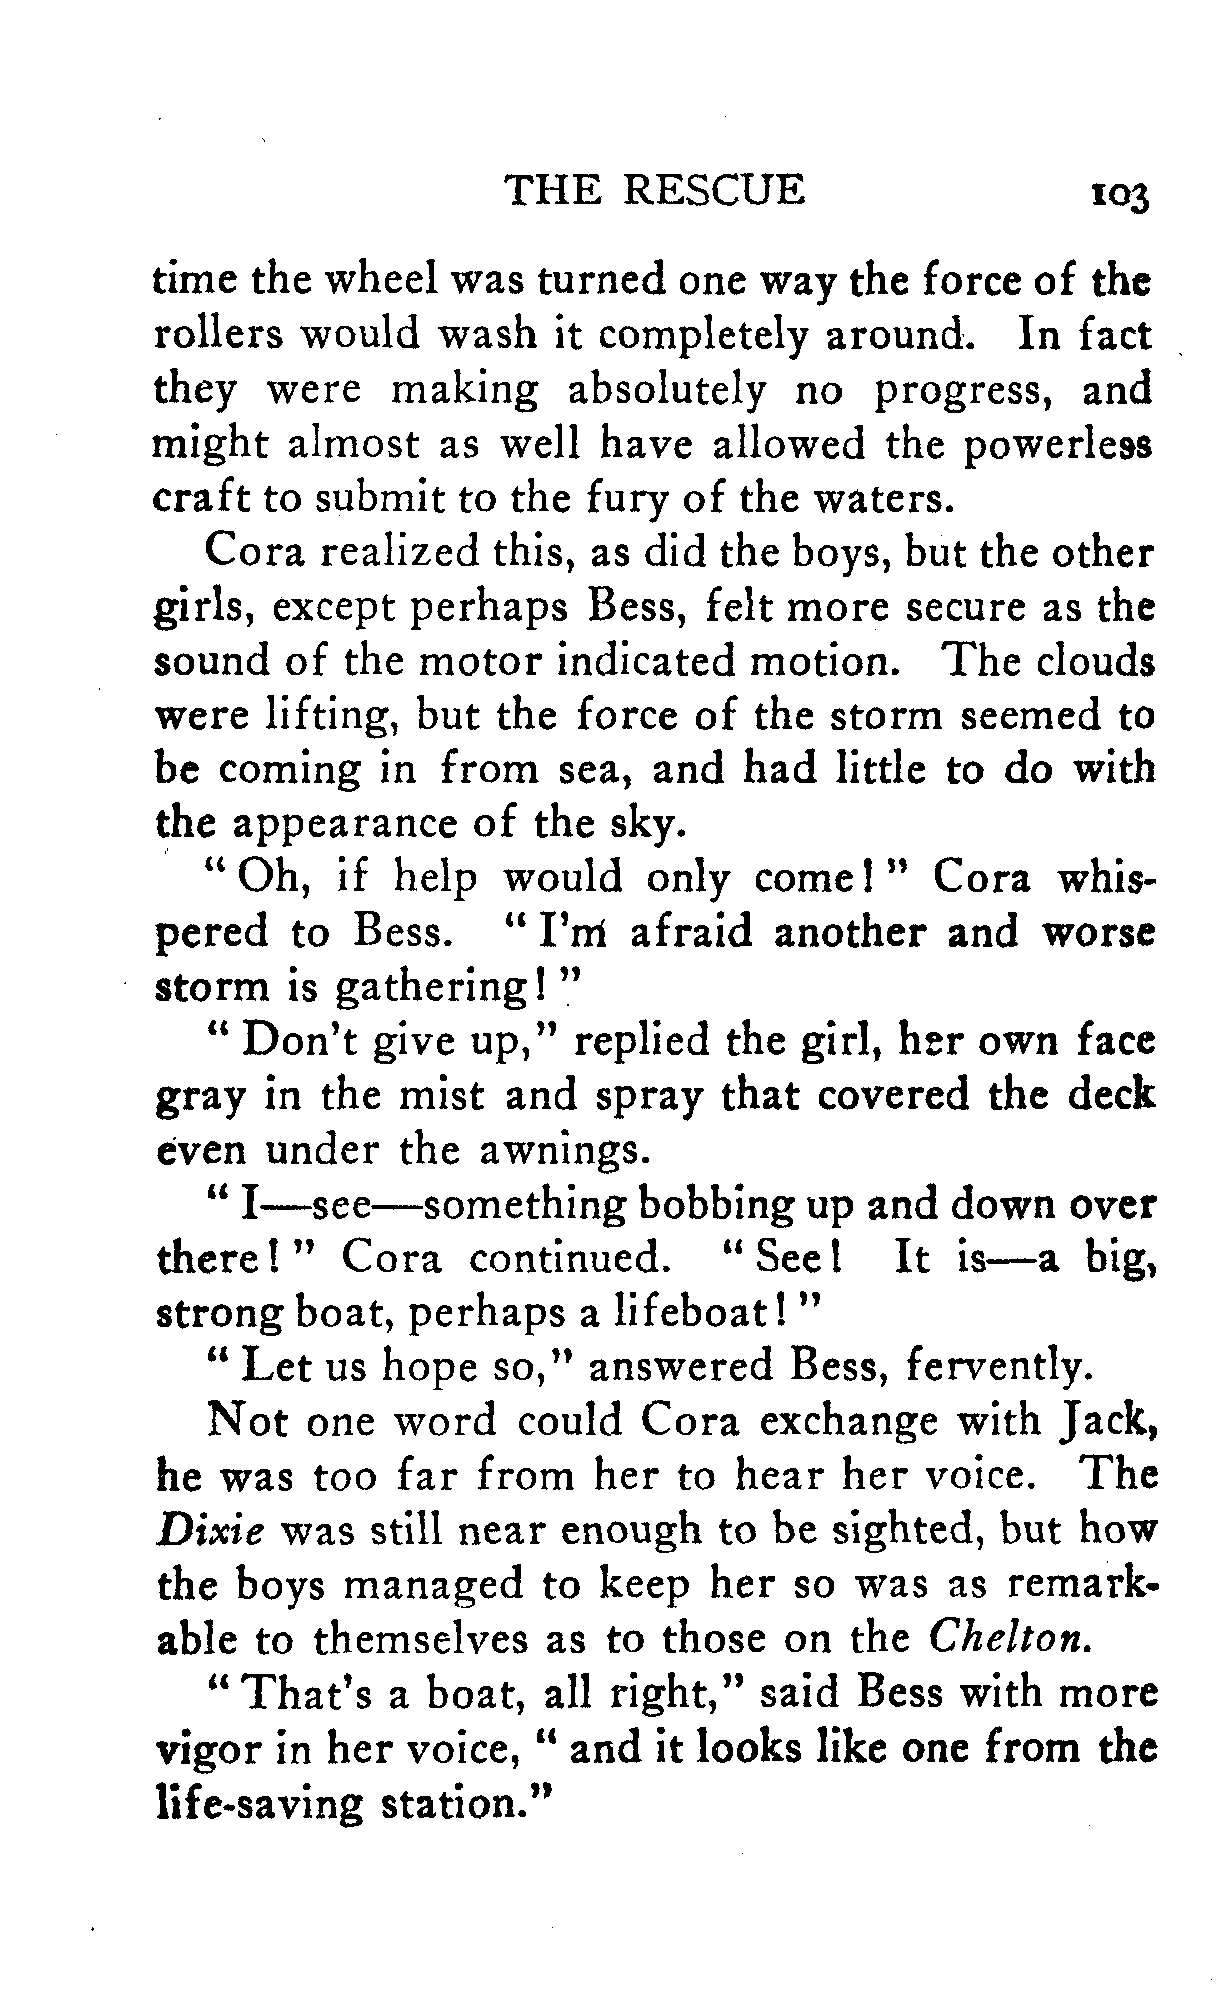 THE RESCUE 103
time the wheel was turned one way the force of the
rollers would wash it completely around. In fact
they were making absolutely no progress, and
might almost as well have allowed the powerless
craft to submit to the fury of the waters.
Cora realized this, as did the boys, but the other
girls, except perhaps Bess, felt more secure as the
sound of the motor indicated motion. The clouds
were lifting, but the force of the storm seemed to
be coming in from sea, and had little to do with
the appearance of the sky.
" Oh, if help would only come! " Cora whis-
pered to Bess. " I'm afraid another and worse
storm is gathering! "
" Don't give up," replied the girl, her own face
gray in the mist and spray that covered the deck
even under the awnings.
" I—see—something bobbing up and down over
there! " Cora continued. " See! It is—a big,
strong boat, perhaps a lifeboat! "
" Let us hope so," answered Bess, fervently.
Not one word could Cora exchange with Jack,
he was too far from her to hear her voice. The
Dixie was still near enough to be sighted, but how
the boys managed to keep her so was as remark-
able to themselves as to those on the Chelton.
" That's a boat, all right," said Bess with more
vigor in her voice, " and it looks like one from the
life-saving station."